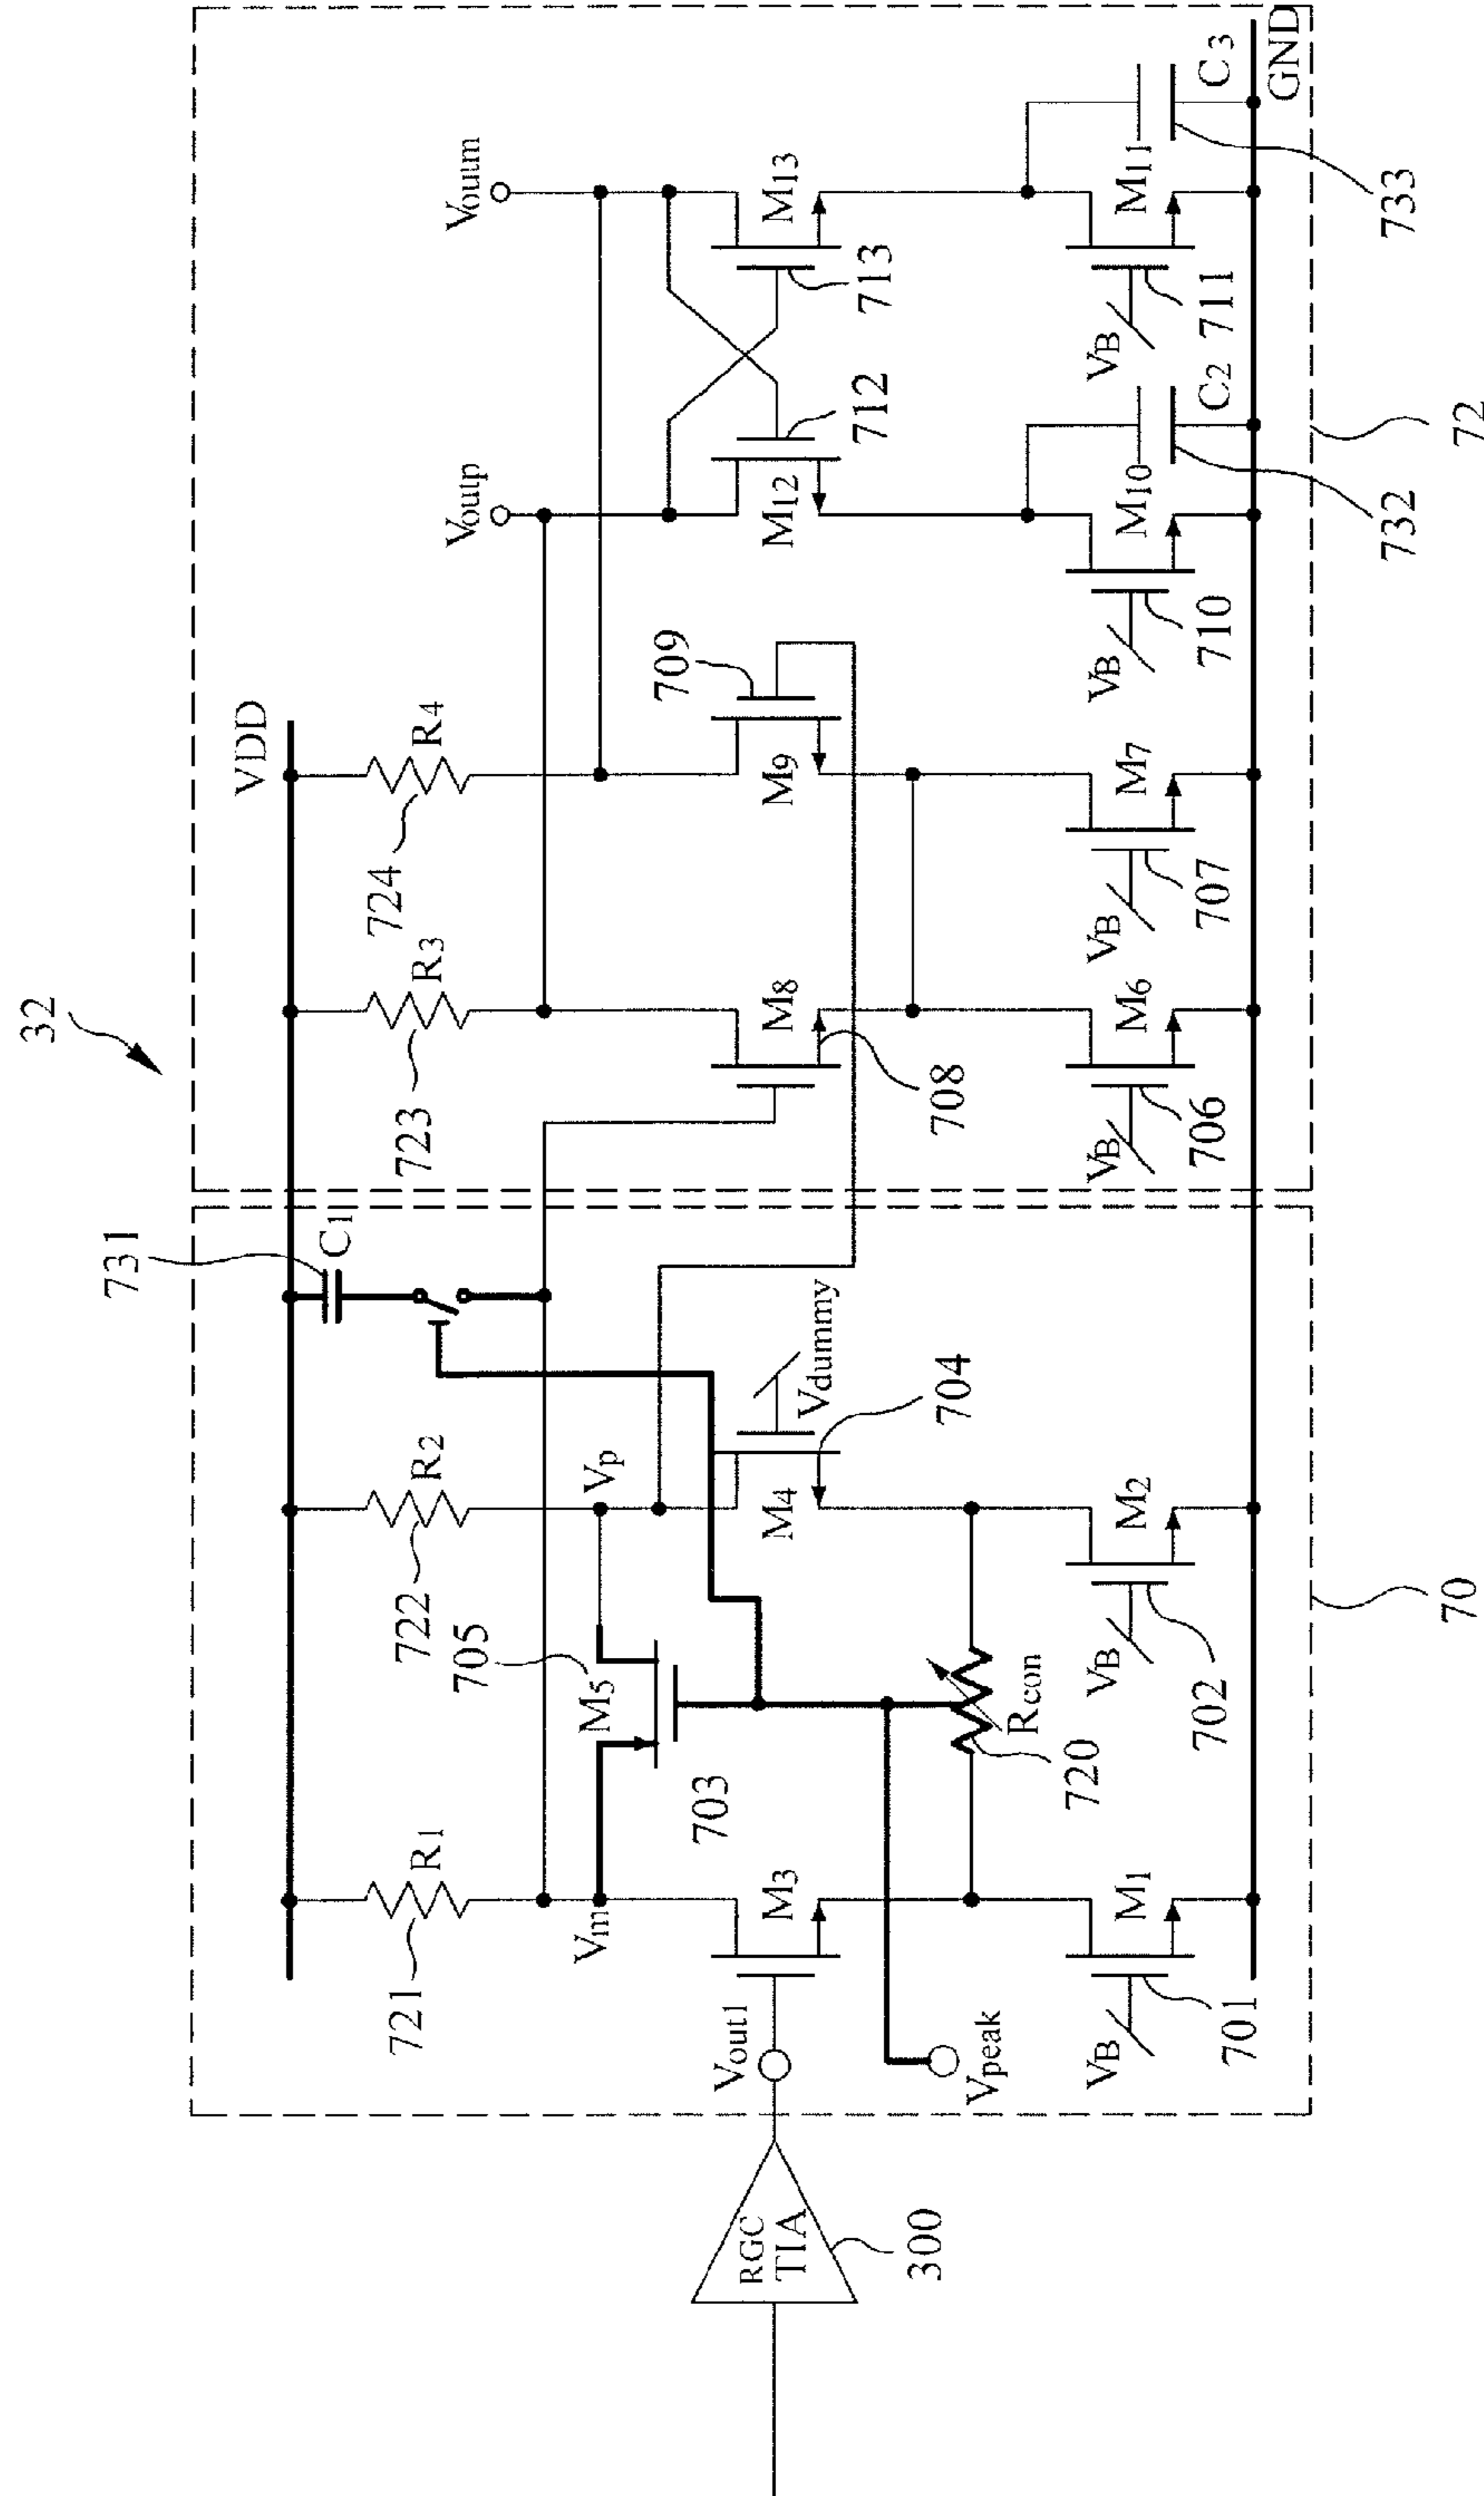 32
VDD
731
C1
721
R1
722
R2
723
R3
724
R4
Voutp
Voutm
Vm
Vp
705
M5
703
Vout1
M3
M4
Vdummy
704
M8
708
M9
709
M12
712
M13
713
RGC
TIA
300
Vpeak
Rcon
720
VB
701
M1
VB
702
M2
VB
706
M6
VB
707
M7
VB
710
M10
C2
732
VB
711
M11
C3
733
GND
70
72